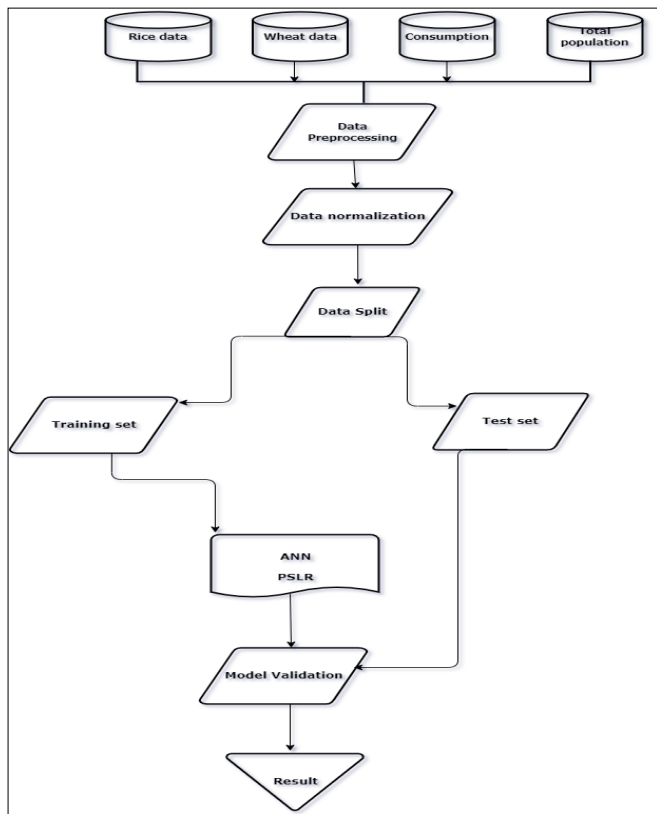 Rice data
Wheat data
Consumption
Total
population
Data
Preprocessing
Data normalization
Data Split
Training set
Test set
ANN
PSLR
Model Validation
Result